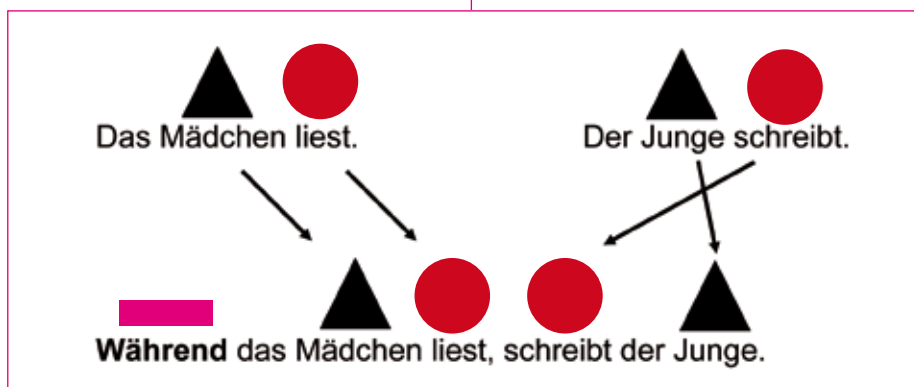 Das Mädchen liest.
Der Junge schreibt.
Während das Mädchen liest, schreibt der Junge.